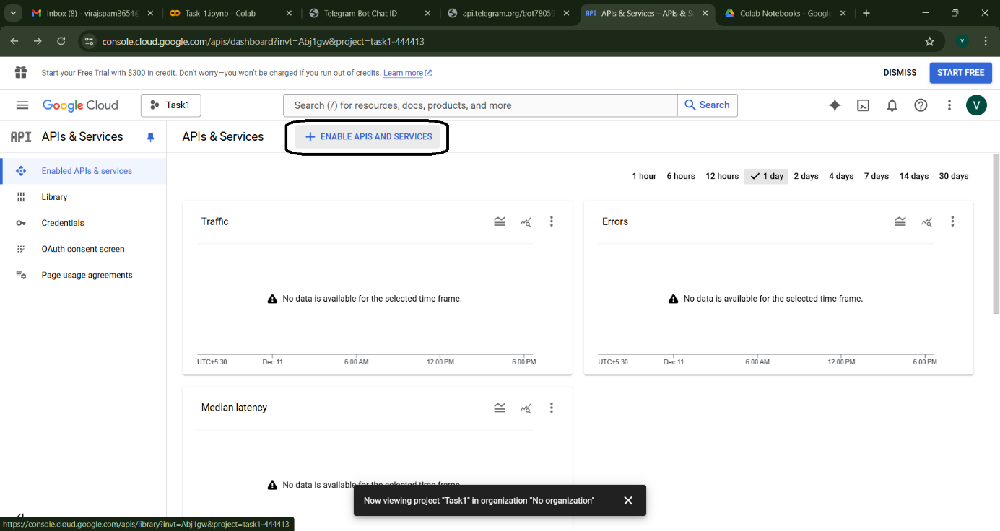 Inbox (8) - virajspam3654@
Task_1.ipynb - Colab
Telegram Bot Chat ID
api.telegram.org/bot78059
API APIs & Services – APIs & Se
Colab Notebooks - Google
console.cloud.google.com/apis/dashboard?invt=Abj1gw&project=task1-444413
V
Start your Free Trial with $300 in credit. Don't worry—you won't be charged if you run out of credits. Learn more
DISMISS
START FREE
Google Cloud
Task1
Search (/) for resources, docs, products, and more
Search
V
API APIs & Services
APIs & Services
+ ENABLE APIS AND SERVICES
Enabled APIs & services
Library
Credentials
OAuth consent screen
Page usage agreements
1 hour 6 hours 12 hours 1 day 2 days 4 days 7 days 14 days 30 days
Traffic
No data is available for the selected time frame.
UTC+5:30 Dec 11 6:00 AM 12:00 PM 6:00 PM
Errors
No data is available for the selected time frame.
UTC+5:30 Dec 11 6:00 AM 12:00 PM 6:00 PM
Median latency
No data is available for the selected time frame.
Now viewing project "Task1" in organization "No organization"
https://console.cloud.google.com/apis/library?invt=Abj1gw&project=task1-444413